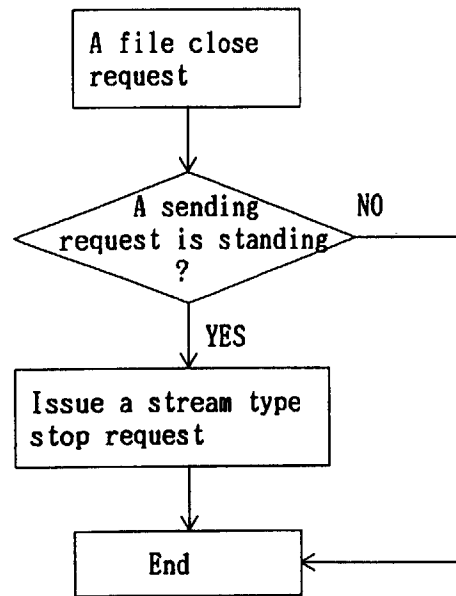 A file close
request
A sending
request is standing
?
NO
YES
Issue a stream type
stop request
End